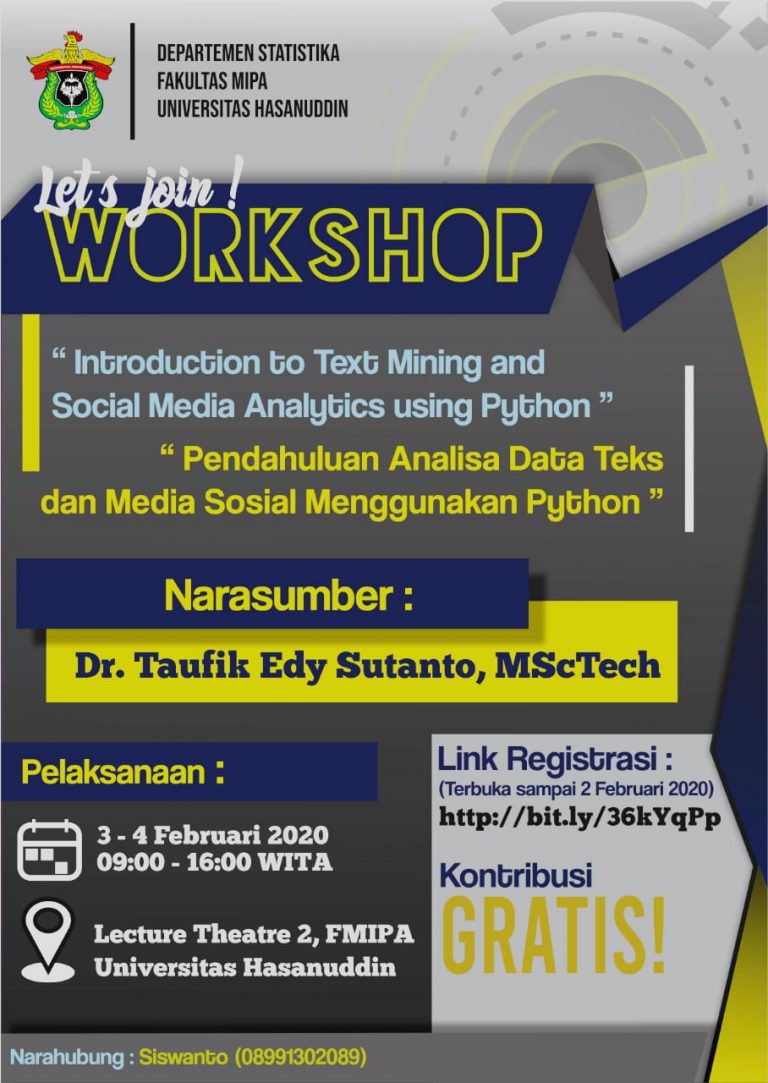 DEPARTEMEN STATISTIKA
FAKULTAS MIPA
UNIVERSITAS HASANUDDIN
Let's join !
WORKSHOP
“ Introduction to Text Mining and
Social Media Analytics using Python ”
“ Pendahuluan Analisa Data Teks
dan Media Sosial Menggunakan Python ”
Narasumber :
Dr. Taufik Edy Sutanto, MScTech
Pelaksanaan :
3 - 4 Februari 2020
09:00 - 16:00 WITA
Lecture Theatre 2, FMIPA
Universitas Hasanuddin
Link Registrasi :
(Terbuka sampai 2 Februari 2020)
http://bit.ly/36kYqPp
Kontribusi
GRATIS!
Narahubung : Siswanto (08991302089)